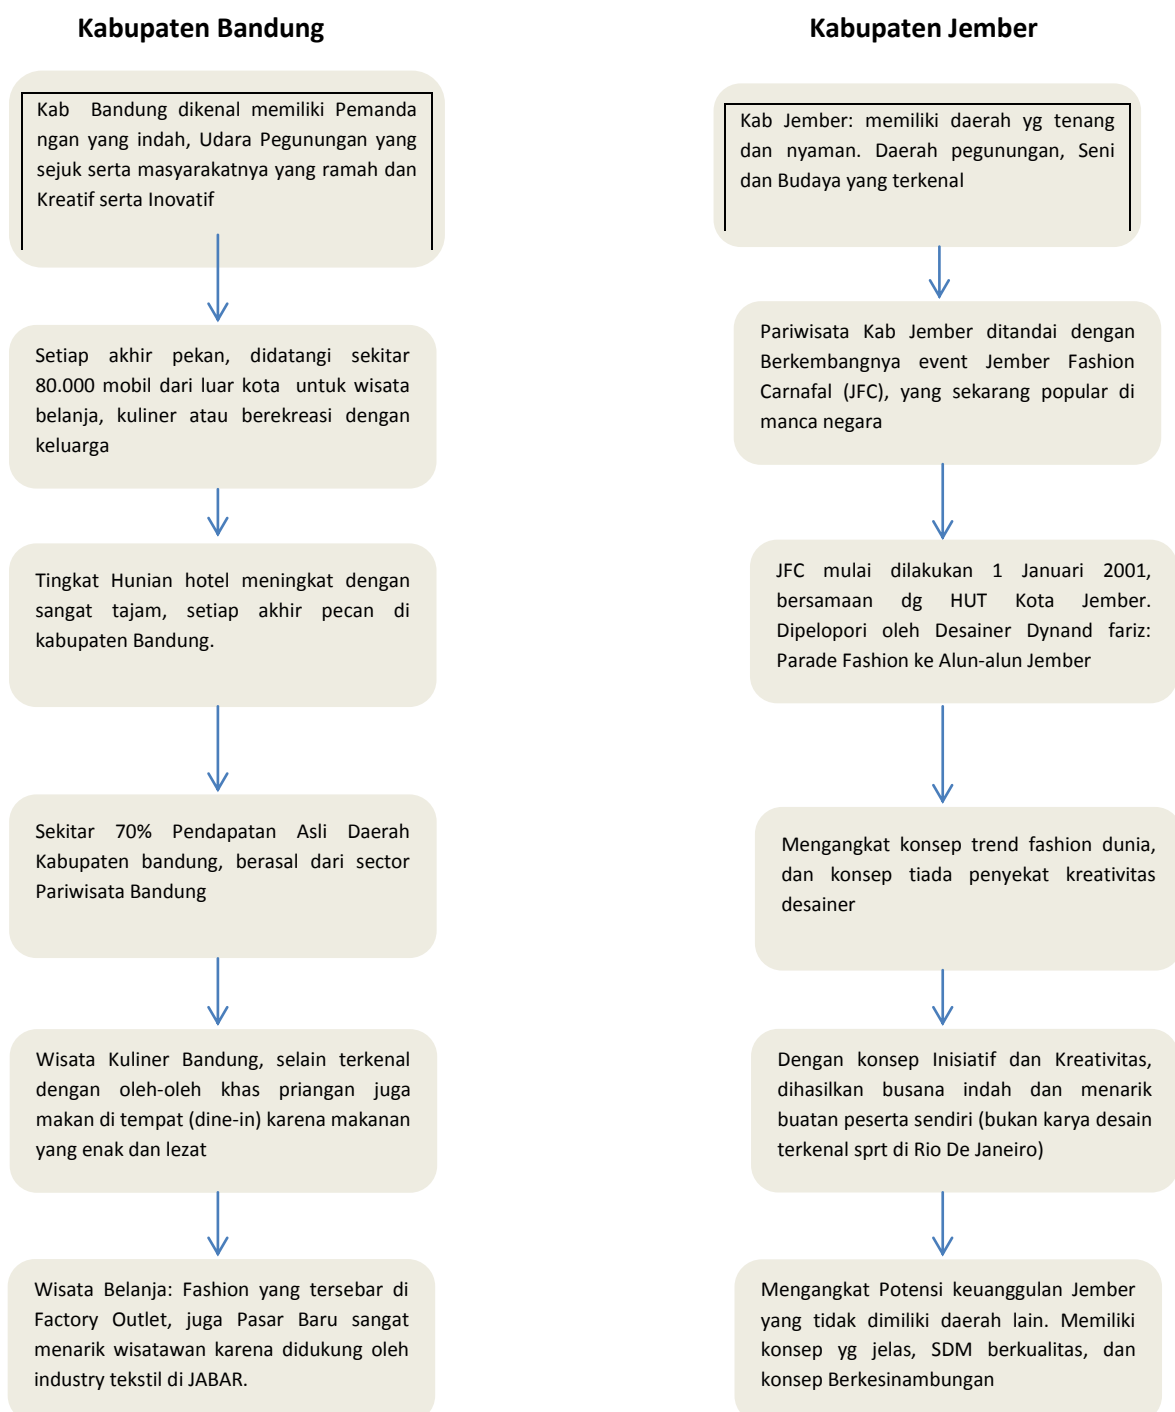 Kabupaten Bandung
Kab Bandung dikenal memiliki Pemanda
ngan yang indah, Udara Pegunungan yang
sejuk serta masyarakatnya yang ramah dan
Kreatif serta Inovatif
Setiap akhir pekan, didatangi sekitar
80.000 mobil dari luar kota untuk wisata
belanja, kuliner atau berekreasi dengan
keluarga
Tingkat Hunian hotel meningkat dengan
sangat tajam, setiap akhir pecan di
kabupaten Bandung.
Sekitar 70% Pendapatan Asli Daerah
Kabupaten bandung, berasal dari sector
Pariwisata Bandung
Wisata Kuliner Bandung, selain terkenal
dengan oleh-oleh khas priangan juga
makan di tempat (dine-in) karena makanan
yang enak dan lezat
Wisata Belanja: Fashion yang tersebar di
Factory Outlet, juga Pasar Baru sangat
menarik wisatawan karena didukung oleh
industry tekstil di JABAR.
Kabupaten Jember
Kab Jember: memiliki daerah yg tenang
dan nyaman. Daerah pegunungan, Seni
dan Budaya yang terkenal
Pariwisata Kab Jember ditandai dengan
Berkembangnya event Jember Fashion
Carnafal (JFC), yang sekarang popular di
manca negara
JFC mulai dilakukan 1 Januari 2001,
bersamaan dg HUT Kota Jember.
Dipelopori oleh Desainer Dynand fariz:
Parade Fashion ke Alun-alun Jember
Mengangkat konsep trend fashion dunia,
dan konsep tiada penyekat kreativitas
desainer
Dengan konsep Inisiatif dan Kreativitas,
dihasilkan busana indah dan menarik
buatan peserta sendiri (bukan karya desain
terkenal sprt di Rio De Janeiro)
Mengangkat Potensi keuanggulan Jember
yang tidak dimiliki daerah lain. Memiliki
konsep yg jelas, SDM berkualitas, dan
konsep Berkesinambungan